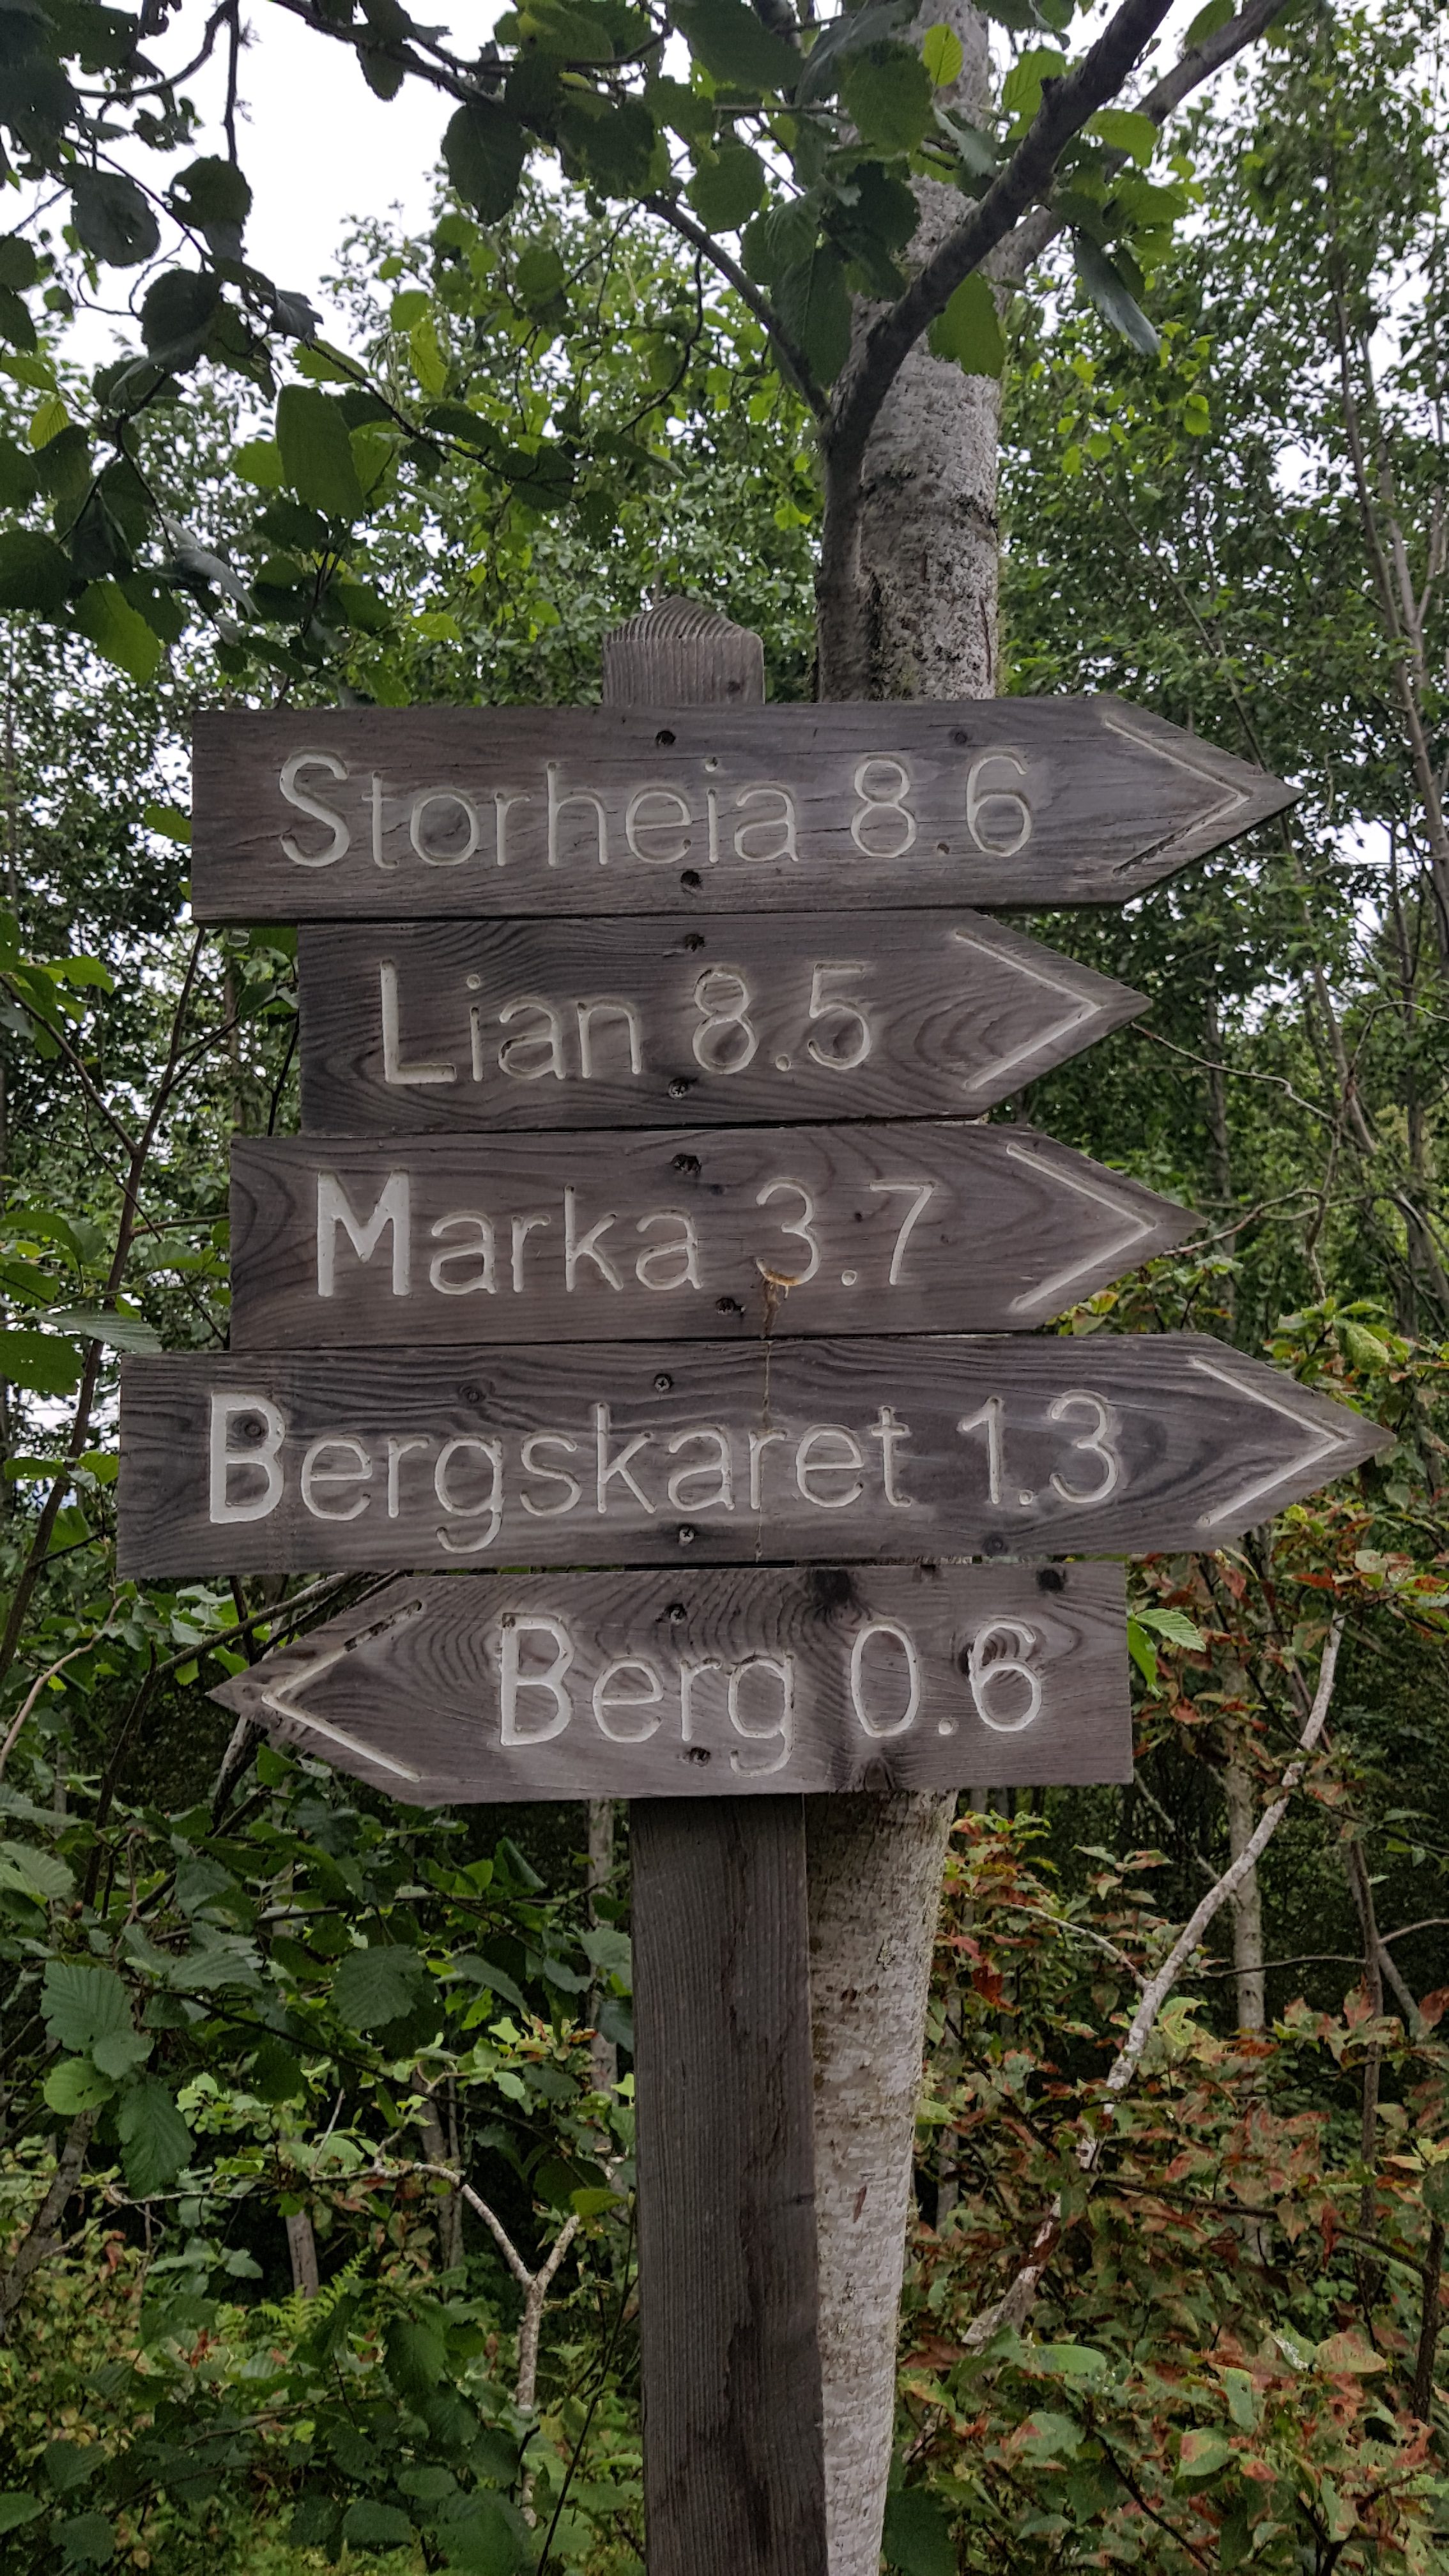 Storheia 8.6
Lian 8.5
Marka 3.7
Bergskaret 1.3
Berg 0.6